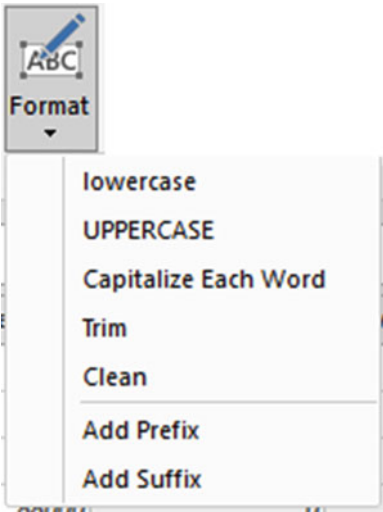 ABC
Format
lowercase
UPPERCASE
Capitalize Each Word
Trim
Clean
Add Prefix
Add Suffix